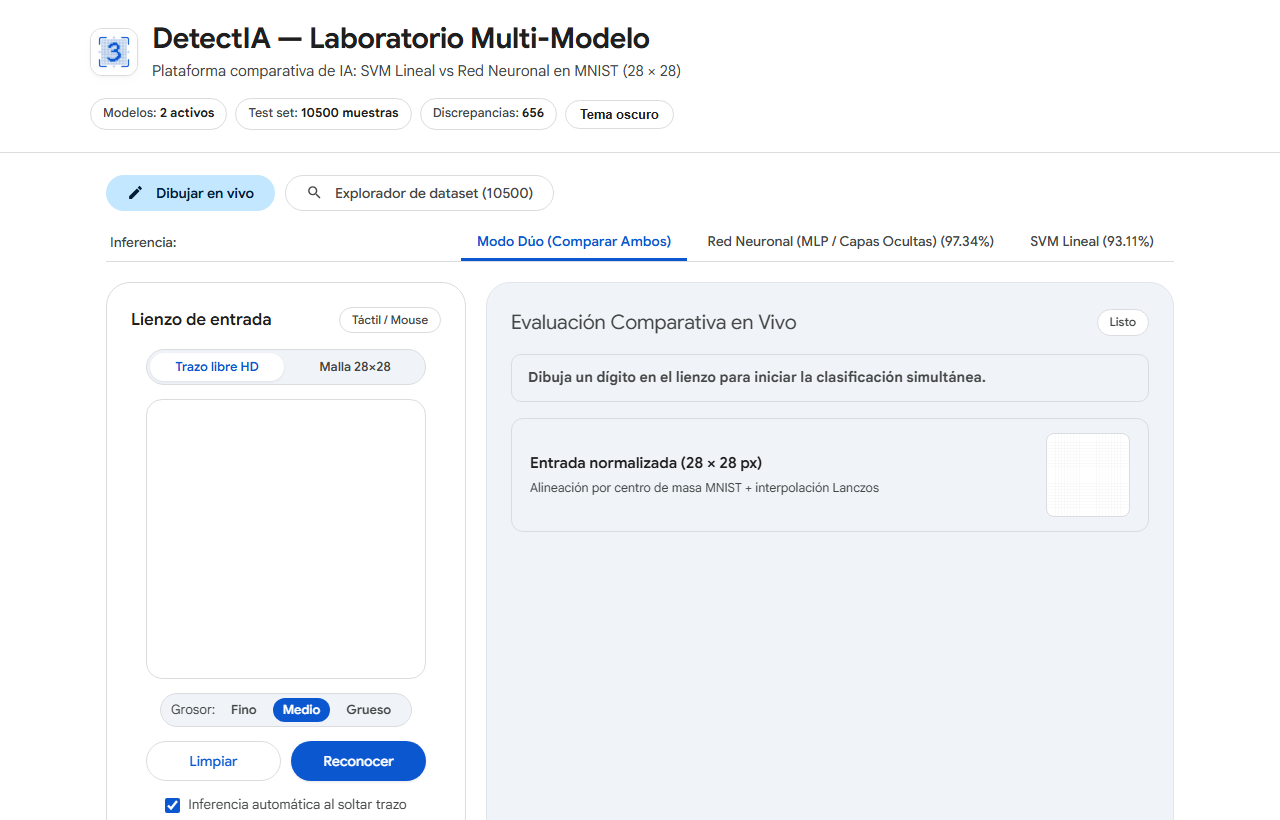 3
DetectIA — Laboratorio Multi-Modelo
Plataforma comparativa de IA: SVM Lineal vs Red Neuronal en MNIST (28 × 28)
Modelos: 2 activos
Test set: 10500 muestras
Discrepancias: 656
Tema oscuro
Dibujar en vivo
Explorador de dataset (10500)
Inferencia:
Modo Dúo (Comparar Ambos)
Red Neuronal (MLP / Capas Ocultas) (97.34%)
SVM Lineal (93.11%)
Lienzo de entrada
Táctil / Mouse
Trazo libre HD
Malla 28×28
Grosor:
Fino
Medio
Grueso
Limpiar
Reconocer
Inferencia automática al soltar trazo
Evaluación Comparativa en Vivo
Listo
Dibuja un dígito en el lienzo para iniciar la clasificación simultánea.
Entrada normalizada (28 × 28 px)
Alineación por centro de masa MNIST + interpolación Lanczos